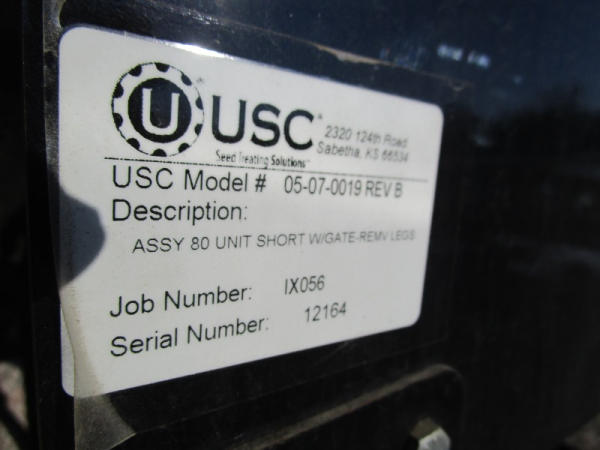 U USC 2320 124th Road
Sabetha, KS 66534
Seed Treating Solutions™
USC Model # 05-07-0019 REV B
Description:
ASSY 80 UNIT SHORT W/GATE-REMV LEGS
Job Number: IX056
Serial Number: 12164